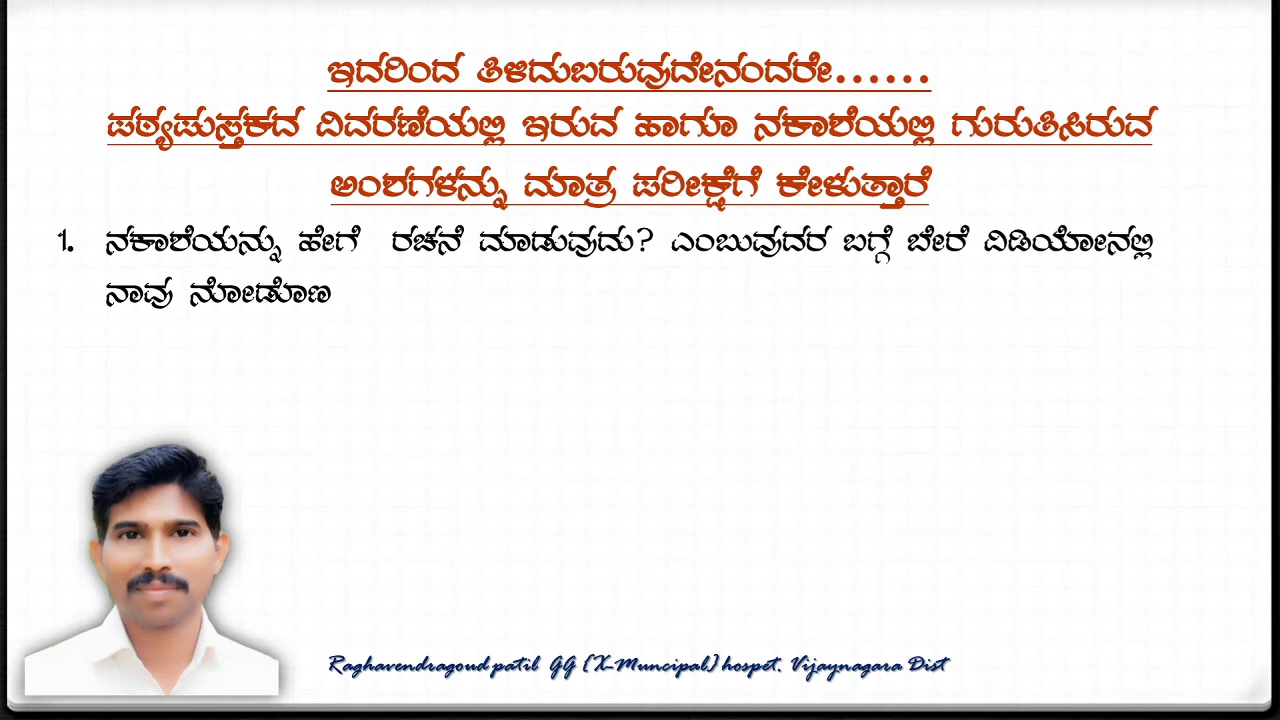 ಇದರಿಂದ ತಿಳಿದುಬರುವುದೇನಂದರೇ......
ಪಠ್ಯಪುಸ್ತಕದ ವಿವರಣೆಯಲ್ಲಿ ಇರುವ ಹಾಗೂ ನಕಾಶೆಯಲ್ಲಿ ಗುರುತಿಸಿರುವ
ಅಂಶಗಳನ್ನು ಮಾತ್ರ ಪರೀಕ್ಷೆಗೆ ಕೇಳುತ್ತಾರೆ
1. ನಕಾಶೆಯನ್ನು ಹೇಗೆ ರಚನೆ ಮಾಡುವುದು? ಎಂಬುವುದರ ಬಗ್ಗೆ ಬೇರೆ ವಿಡಿಯೋನಲ್ಲಿ
ನಾವು ನೋಡೋಣ
Raghavendragoud patil GG (X-Muncipal) hospet. Vijaynagara Dist